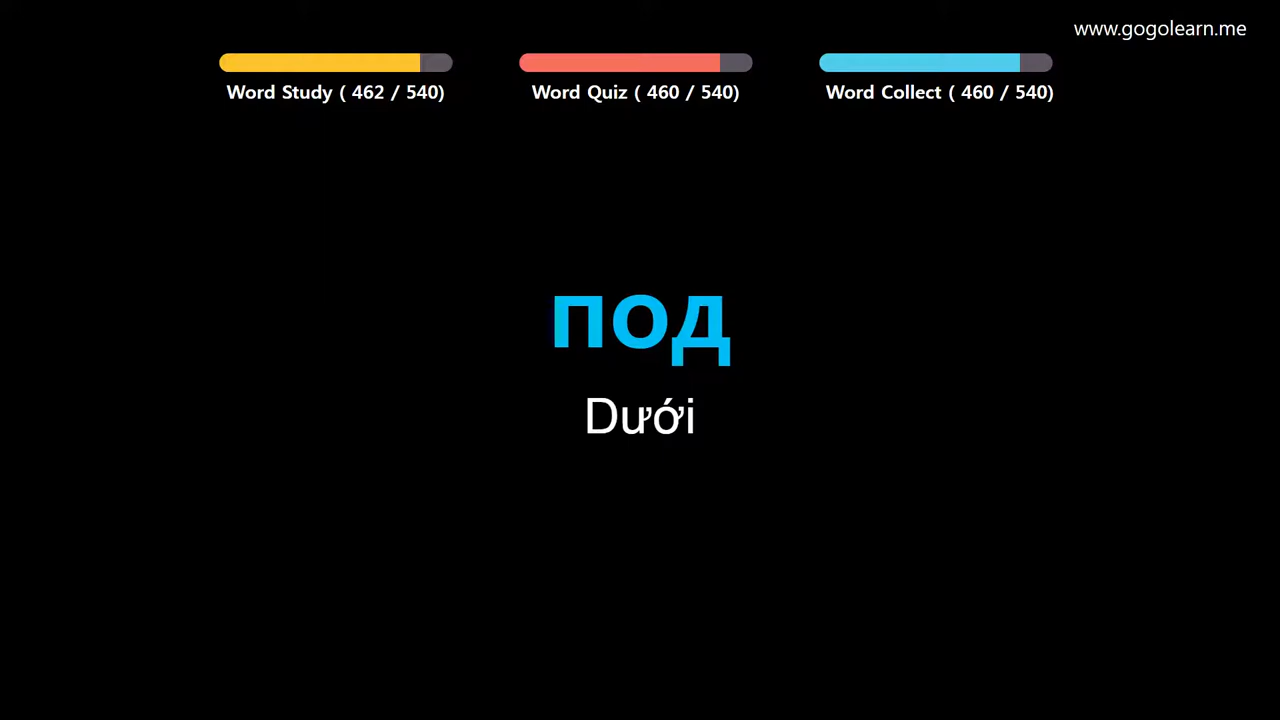 www.gogolearn.me
Word Study ( 462 / 540)
Word Quiz ( 460 / 540)
Word Collect ( 460 / 540)
под
Dưới